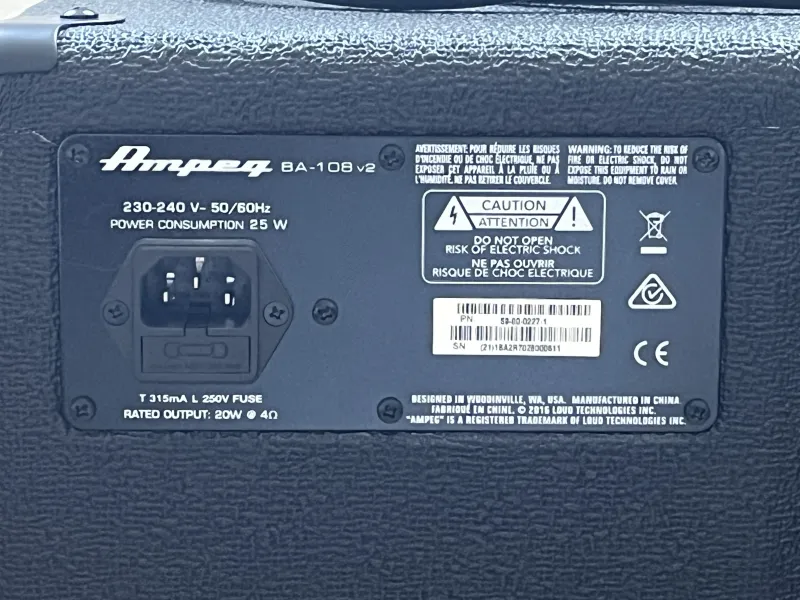 Ampeg BA-108 v2
230-240 V~ 50/60Hz
POWER CONSUMPTION 25 W
T 315mA L 250V FUSE
RATED OUTPUT: 20W @ 4Ω
AVERTISSEMENT: POUR RÉDUIRE LES RISQUES
D'INCENDIE OU DE CHOC ÉLECTRIQUE, NE PAS
EXPOSER CET APPAREIL À LA PLUIE OU À
L'HUMIDITÉ. NE PAS RETIRER LE COUVERCLE.
WARNING: TO REDUCE THE RISK OF
FIRE OR ELECTRIC SHOCK, DO NOT
EXPOSE THIS EQUIPMENT TO RAIN OR
MOISTURE. DO NOT REMOVE COVER.
CAUTION
ATTENTION
DO NOT OPEN
RISK OF ELECTRIC SHOCK
NE PAS OUVRIR
RISQUE DE CHOC ELECTRIQUE
PN
SN
CE
DESIGNED IN WOODINVILLE, WA, USA. MANUFACTURED IN CHINA
FABRIQUÉ EN CHINE. © 2016 LOUD TECHNOLOGIES INC.
"AMPEG" IS A REGISTERED TRADEMARK OF LOUD TECHNOLOGIES INC.